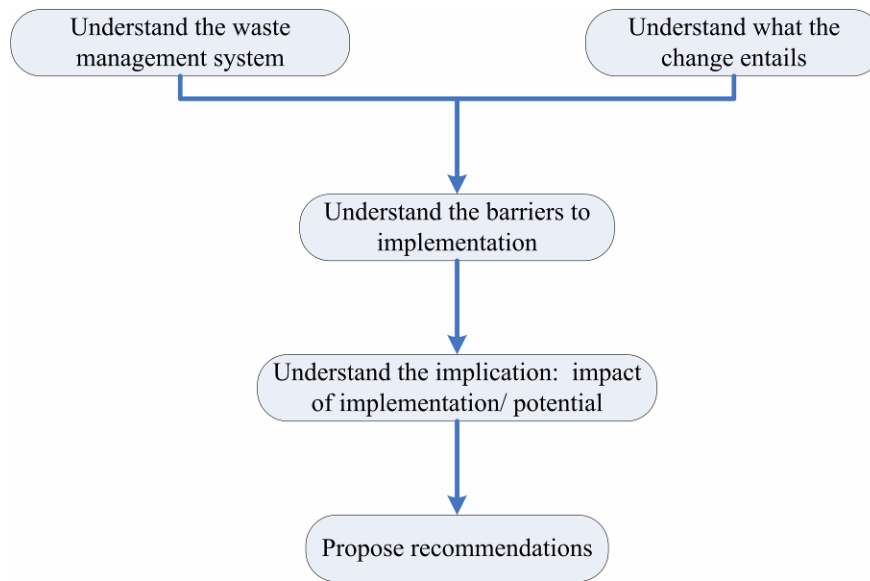 Understand the waste
management system
Understand what the
change entails
Understand the barriers to
implementation
Understand the implication:  impact
of implementation/ potential
Propose recommendations